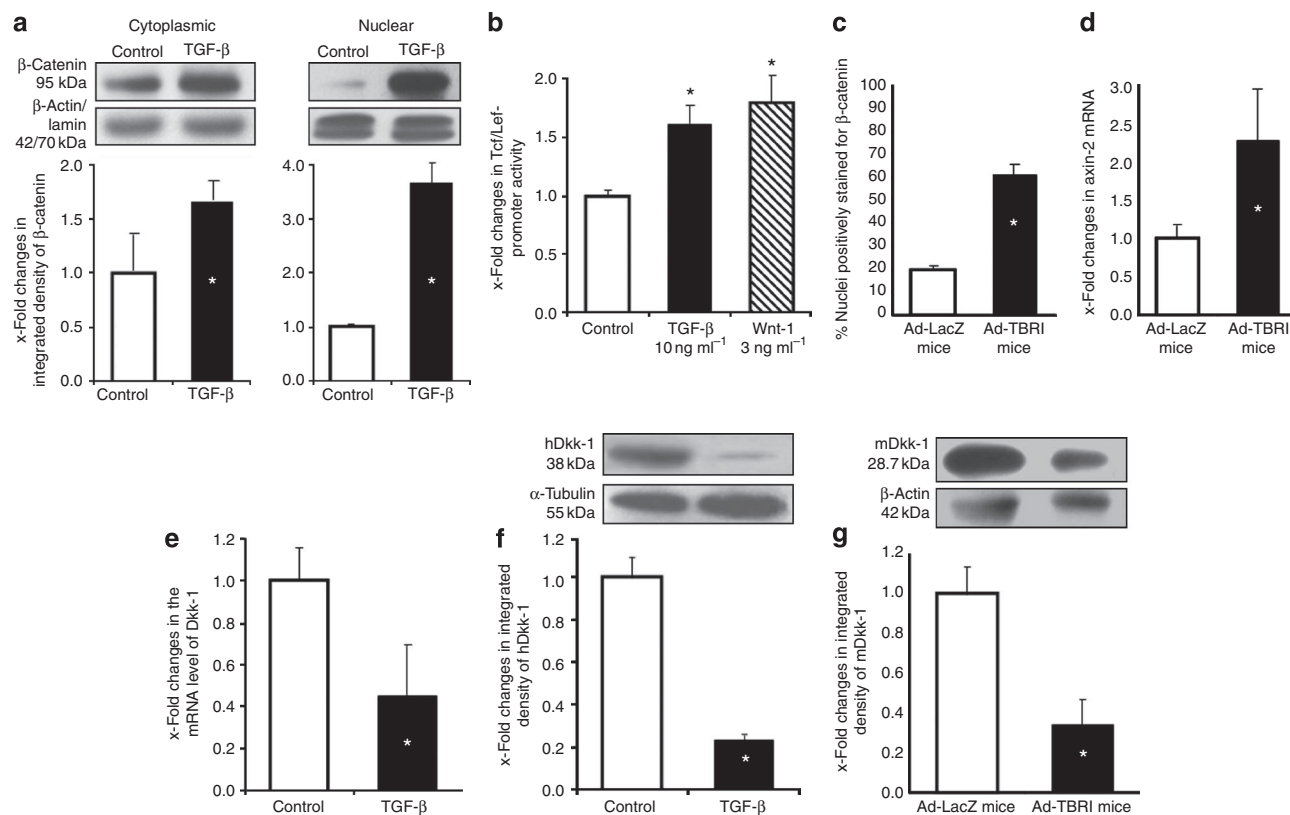 a
Cytoplasmic
Control TGF-β
β-Catenin
95 kDa
β-Actin/
lamin
42/70 kDa
x-Fold changes in
integrated density of β-catenin
2.0
1.5
1.0
0.5
0.0
Control TGF-β
*
Nuclear
Control TGF-β
4.0
3.0
2.0
1.0
0.0
Control TGF-β
*
b
x-Fold changes in Tcf/Lef-
promoter activity
2.0
1.5
1.0
0.5
0.0
*
*
Control TGF-β Wnt-1
10 ng ml−1 3 ng ml−1
c
% Nuclei positively stained for β-catenin
100
90
80
70
60
50
40
30
20
10
0
*
Ad-LacZ Ad-TBRI
mice mice
d
x-Fold changes in axin-2 mRNA
3.0
2.5
2.0
1.5
1.0
0.5
0.0
*
Ad-LacZ Ad-TBRI
mice mice
e
x-Fold changes in the
mRNA level of Dkk-1
1.2
1.0
0.8
0.6
0.4
0.2
0.0
*
Control TGF-β
hDkk-1
38 kDa
α-Tubulin
55 kDa
f
x-Fold changes in integrated
density of hDkk-1
1.2
1.0
0.8
0.6
0.4
0.2
0.0
*
Control TGF-β
mDkk-1
28.7 kDa
β-Actin
42 kDa
g
x-Fold changes in integrated
density of mDkk-1
1.2
1.0
0.8
0.6
0.4
0.2
0.0
*
Ad-LacZ mice Ad-TBRI mice